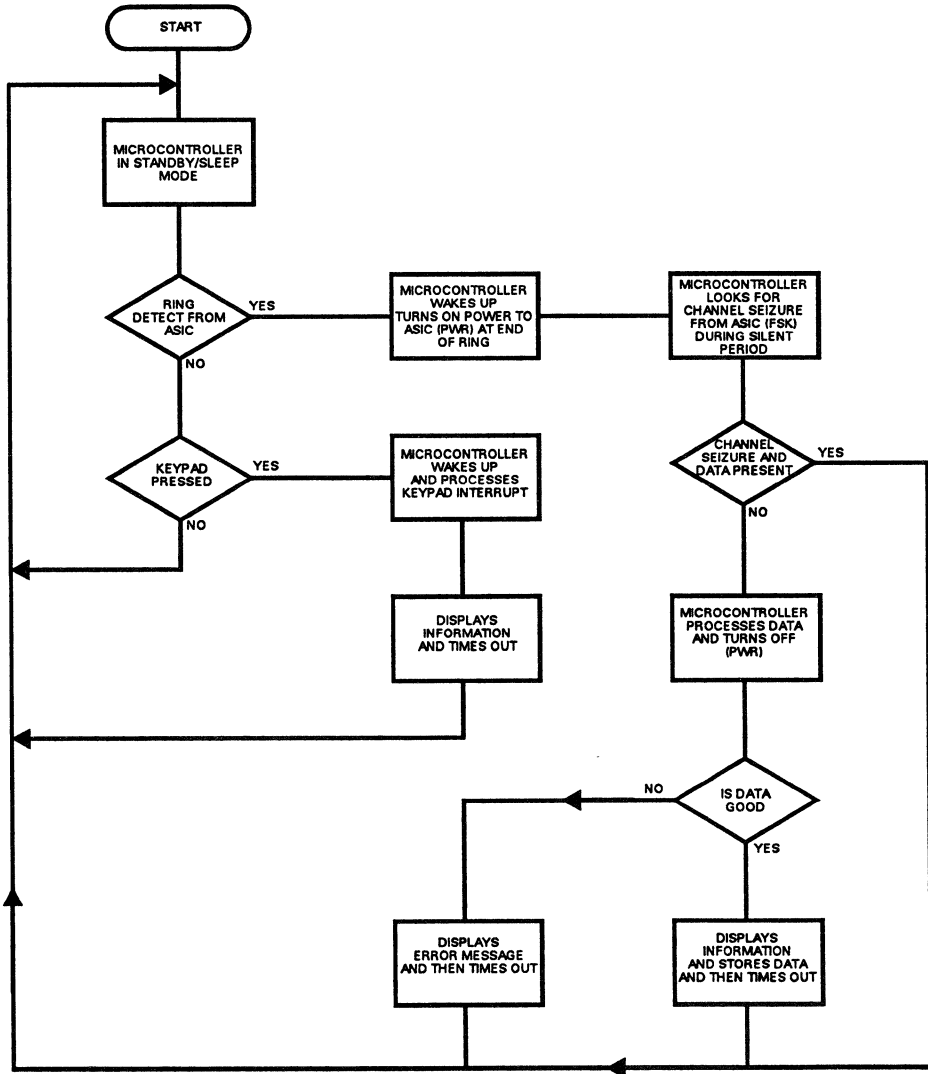 START
MICROCONTROLLER
IN STANDBY/SLEEP
MODE
RING
DETECT FROM
ASIC
YES
NO
MICROCONTROLLER
WAKES UP
TURNS ON POWER TO
ASIC (PWR) AT END
OF RING
MICROCONTROLLER
LOOKS FOR
CHANNEL SEIZURE
FROM ASIC (FSK)
DURING SILENT
PERIOD
KEYPAD
PRESSED
YES
NO
MICROCONTROLLER
WAKES UP
AND PROCESSES
KEYPAD INTERRUPT
CHANNEL
SEIZURE AND
DATA PRESENT
YES
NO
DISPLAYS
INFORMATION
AND TIMES OUT
MICROCONTROLLER
PROCESSES DATA
AND TURNS OFF
(PWR)
IS DATA
GOOD
NO
YES
DISPLAYS
ERROR MESSAGE
AND THEN TIMES OUT
DISPLAYS
INFORMATION
AND STORES DATA
AND THEN TIMES OUT